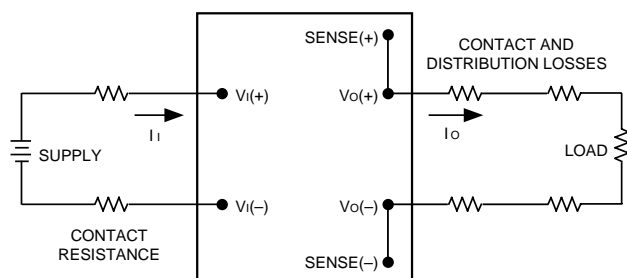 SENSE(+)
CONTACT AND
DISTRIBUTION LOSSES
VI(+)
VO(+)
II
IO
SUPPLY
LOAD
VI(–)
VO(–)
CONTACT
RESISTANCE
SENSE(–)